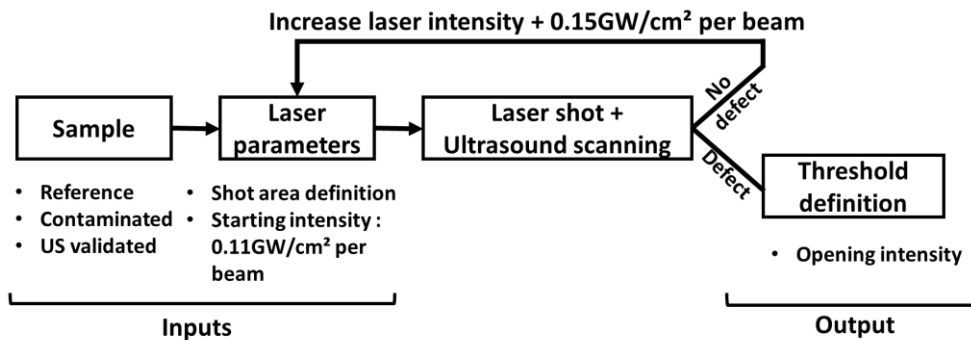 Increase laser intensity + 0.15GW/cm² per beam
Sample
Laser
parameters
Laser shot +
Ultrasound scanning
No
defect
Defect
Threshold
definition
• Reference
• Contaminated
• US validated
• Shot area definition
• Starting intensity :
0.11GW/cm² per
beam
• Opening intensity
Inputs
Output